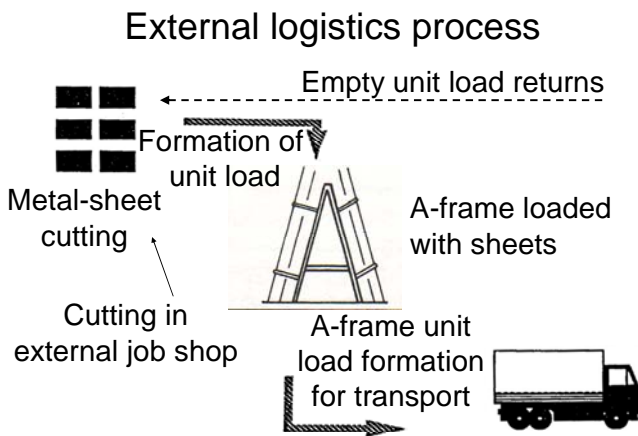 External logistics process
Empty unit load returns
Formation of
unit load
Metal-sheet
cutting
A-frame loaded
with sheets
Cutting in
external job shop
A-frame unit
load formation
for transport